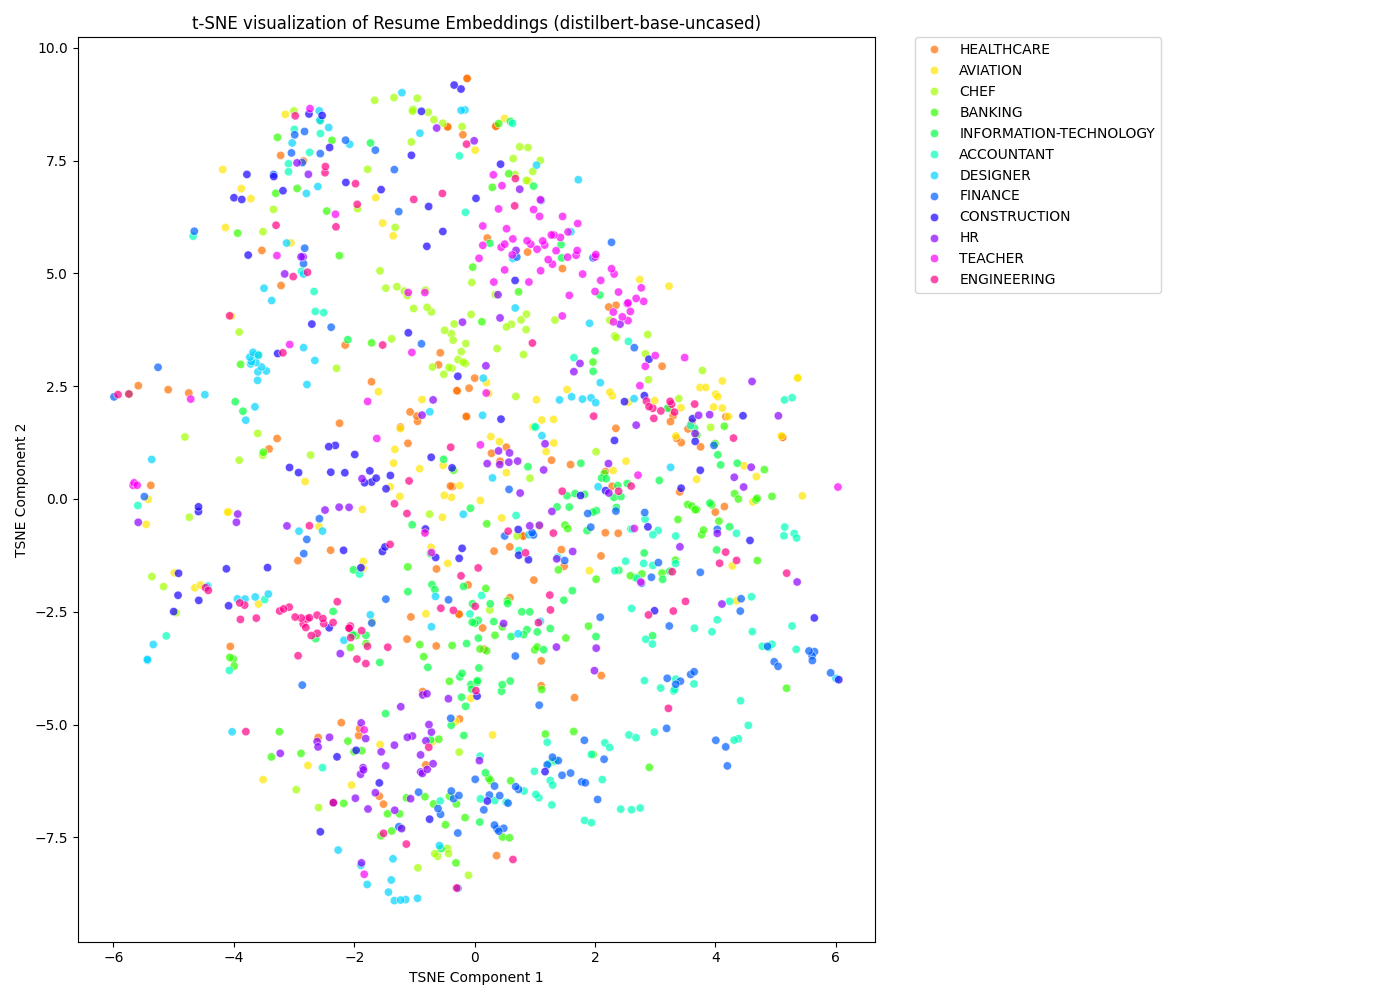 t-SNE visualization of Resume Embeddings (distilbert-base-uncased)
10.0
7.5
5.0
2.5
0.0
−2.5
−5.0
−7.5
TSNE Component 2
−6
−4
−2
0
2
4
6
TSNE Component 1
HEALTHCARE
AVIATION
CHEF
BANKING
INFORMATION-TECHNOLOGY
ACCOUNTANT
DESIGNER
FINANCE
CONSTRUCTION
HR
TEACHER
ENGINEERING